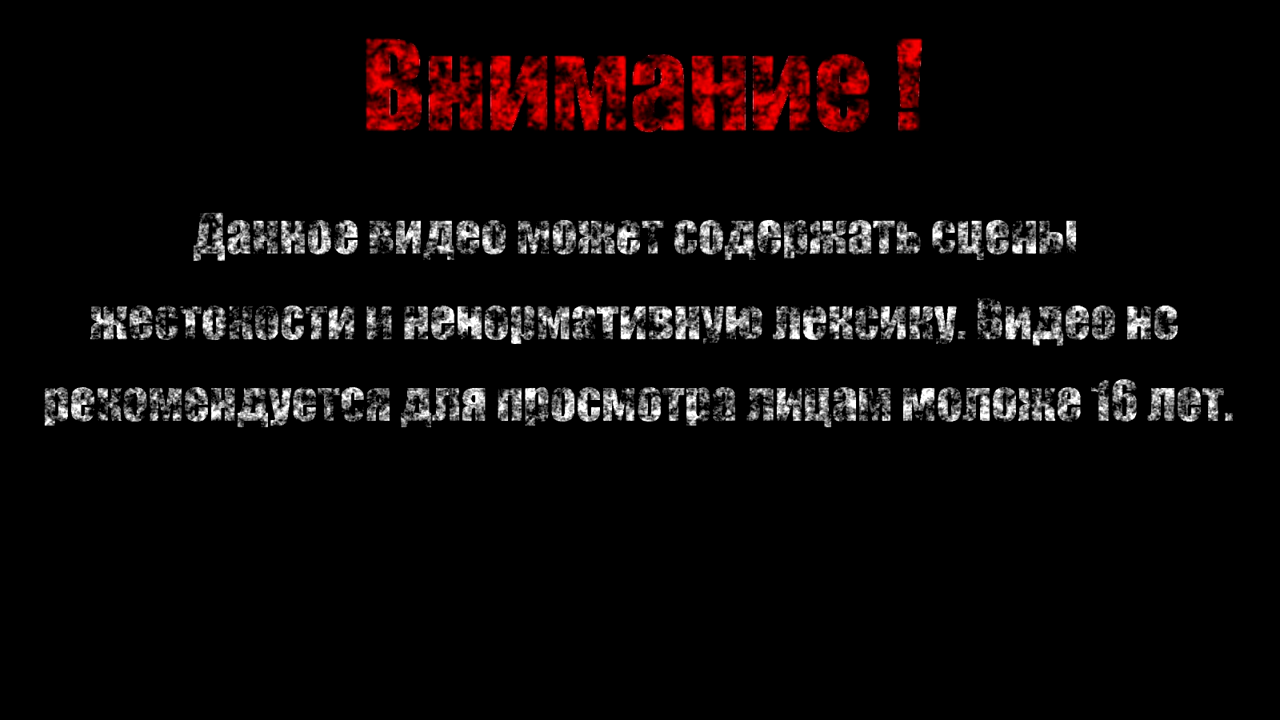 Внимание !
Данное видео может содержать сцены
жестокости и ненормативную лексику. Видео не
рекомендуется для просмотра лицам моложе 16 лет.